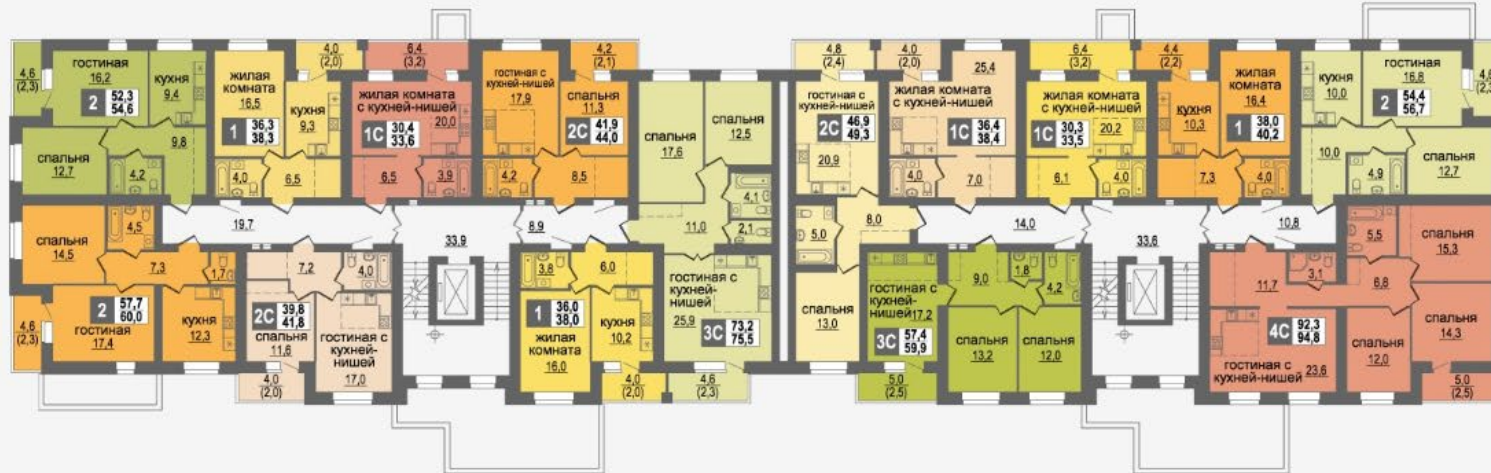 4,6
(2,3)
гостиная
16,2
2
52,3
54,6
кухня
9,4
9,8
спальня
12,7
4,2
жилая
комната
16,5
4,0
(2,0)
кухня
9,3
1
36,3
38,3
4,0
6,5
6,4
(3,2)
жилая комната
с кухней-нишей
20,0
1С
30,4
33,6
6,5
3,9
гостиная с
кухней-нишей
17,9
4,2
(2,1)
спальня
11,3
2С
41,9
44,0
4,2
8,5
спальня
17,6
спальня
12,5
4,1
2,1
11,0
гостиная с
кухней-
нишей
25,9
3С
73,2
75,5
4,6
(2,3)
спальня
14,5
4,5
7,3
1,7
4,6
(2,3)
2
57,7
60,0
гостиная
17,4
кухня
12,3
19,7
33,9
8,9
7,2
4,0
2С
39,8
41,8
спальня
11,6
гостиная с
кухней-
нишей
17,0
4,0
(2,0)
3,8
6,0
1
36,0
38,0
жилая
комната
16,0
кухня
10,2
4,0
(2,0)
4,8
(2,4)
гостиная с
кухней-нишей
2С
46,9
49,3
20,9
5,0
8,0
спальня
13,0
4,0
(2,0)
25,4
жилая комната
с кухней-нишей
1С
36,4
38,4
4,0
7,0
6,4
(3,2)
жилая комната
с кухней-нишей
1С
30,3
33,5
20,2
6,1
4,0
4,4
(2,2)
жилая
комната
16,4
кухня
10,3
1
38,0
40,2
7,3
4,0
кухня
10,0
гостиная
16,8
2
54,4
56,7
4,6
(2,3)
10,0
4,9
спальня
12,7
14,0
33,6
10,8
гостиная с
кухней-
нишей
17,2
3С
57,4
59,9
5,0
(2,5)
9,0
1,8
4,2
спальня
13,2
спальня
12,0
5,5
спальня
15,3
3,1
11,7
6,8
4С
92,3
94,8
гостиная с
кухней-нишей
23,6
спальня
12,0
спальня
14,3
5,0
(2,5)